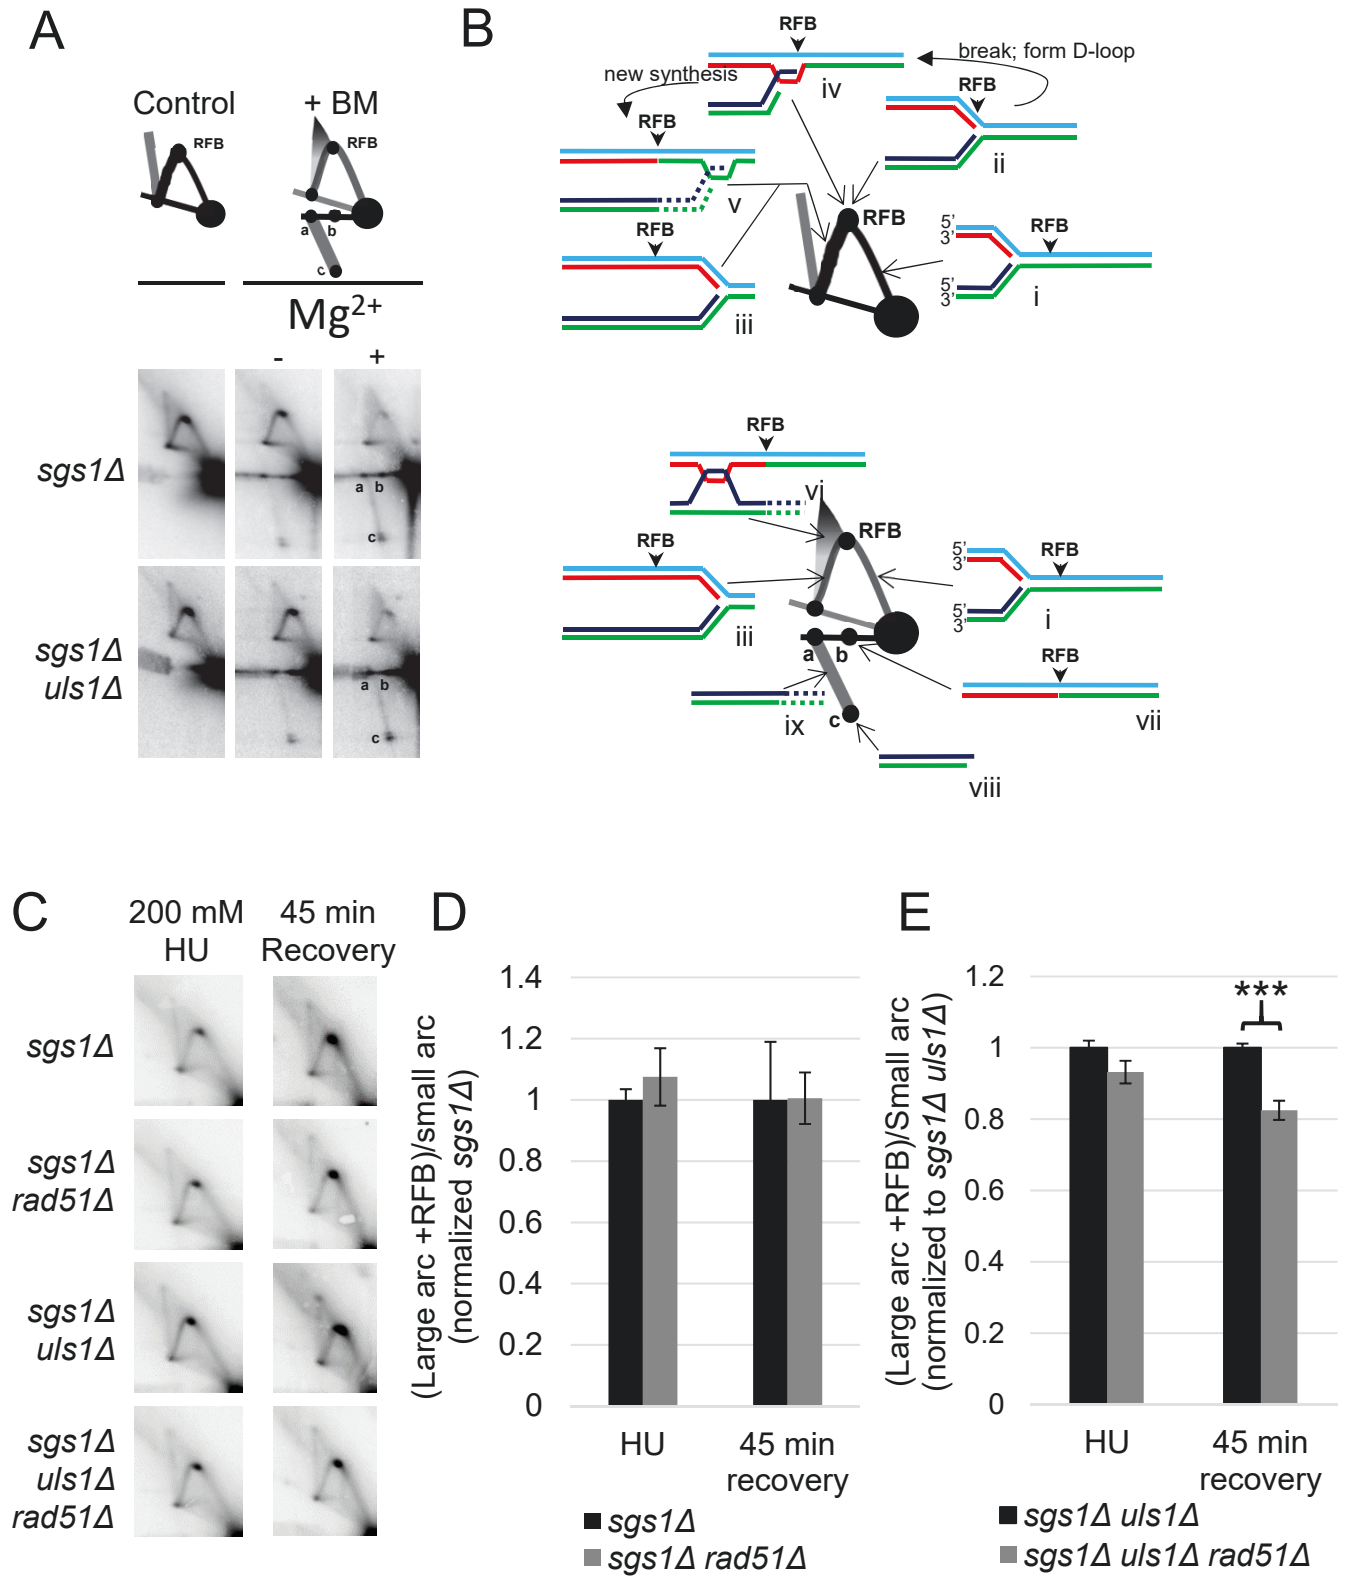 A
Control
+ BM
RFB
RFB
a
b
c
Mg2+
-
+
sgs1Δ
a
b
c
sgs1Δ
uls1Δ
a
b
c
B
RFB
break; form D-loop
new synthesis
iv
RFB
RFB
ii
v
RFB
RFB
5’
3’
RFB
5’
3’
i
iii
RFB
vi
RFB
RFB
5’
3’
RFB
5’
3’
i
iii
a
b
RFB
ix
c
vii
viii
C
200 mM
HU
45 min
Recovery
sgs1Δ
sgs1Δ
rad51Δ
sgs1Δ
uls1Δ
sgs1Δ
uls1Δ
rad51Δ
D
(Large arc +RFB)/small arc
(normalized sgs1Δ)
1.4
1.2
1
0.8
0.6
0.4
0.2
0
HU
45 min
recovery
sgs1Δ
sgs1Δ rad51Δ
E
(Large arc +RFB)/Small arc
(normalized to sgs1Δ uls1Δ)
1.2
1
0.8
0.6
0.4
0.2
0
***
HU
45 min
recovery
sgs1Δ uls1Δ
sgs1Δ uls1Δ rad51Δ